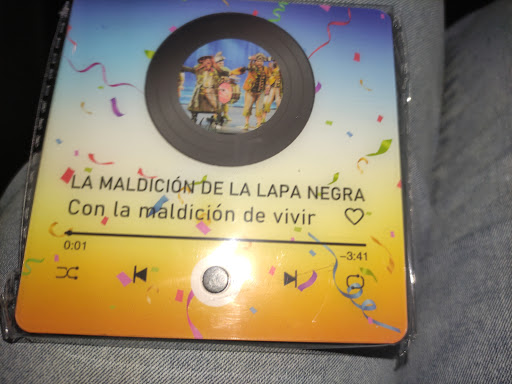 LA MALDICIÓN DE LA LAPA NEGRA
Con la maldición de vivir
0:01
-3:41